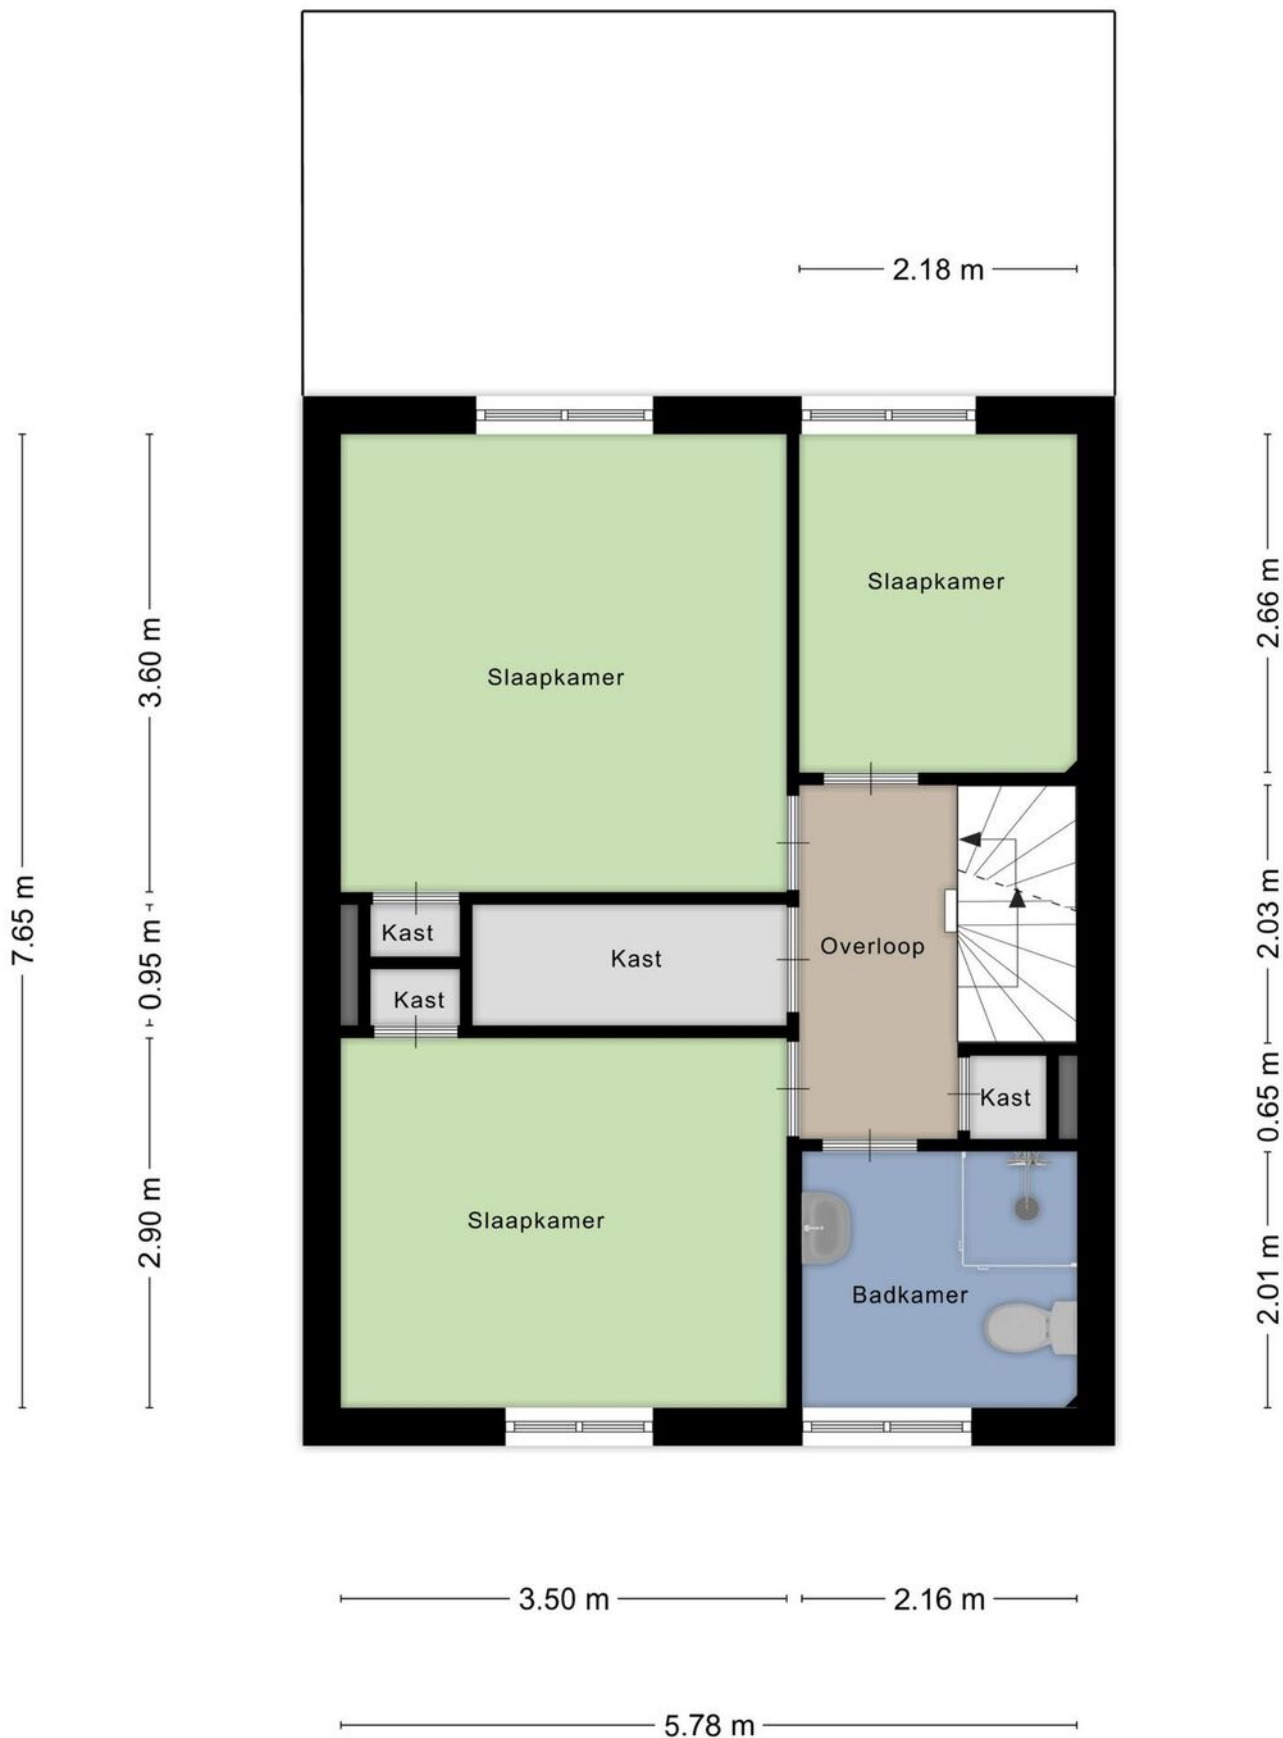 2.18 m
Slaapkamer
2.66 m
3.60 m
Slaapkamer
7.65 m
Kast
0.95 m
Kast
Kast
Overloop
2.03 m
Kast
0.65 m
Slaapkamer
2.90 m
Badkamer
2.01 m
3.50 m
2.16 m
5.78 m